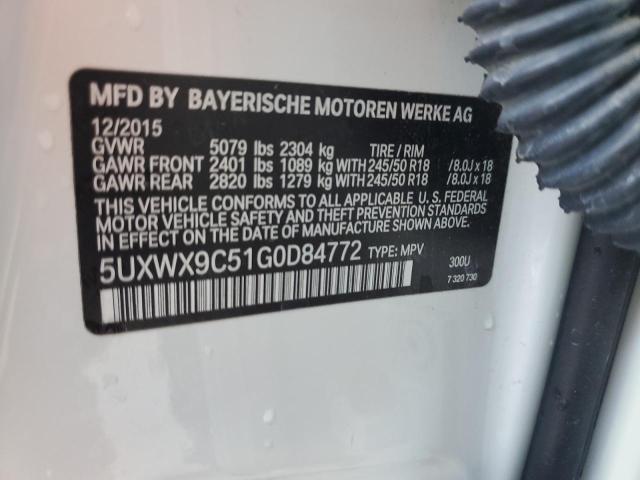 MFD BY BAYERISCHE MOTOREN WERKE AG
12/2015
GVWR 5079 lbs 2304 kg TIRE / RIM
GAWR FRONT 2401 lbs 1089 kg WITH 245/50 R18 /8.0J x 18
GAWR REAR 2820 lbs 1279 kg WITH 245/50 R18 /8.0J x 18
THIS VEHICLE CONFORMS TO ALL APPLICABLE U. S. FEDERAL
MOTOR VEHICLE SAFETY AND THEFT PREVENTION STANDARDS
IN EFFECT ON THE DATE OF MANUFACTURE SHOWN ABOVE.
5UXWX9C51G0D84772 TYPE: MPV 300U
7 320 730